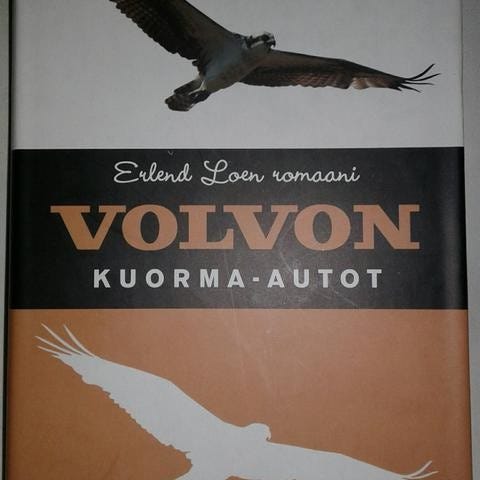 Erlend Loen romaani
VOLVON
KUORMA-AUTOT